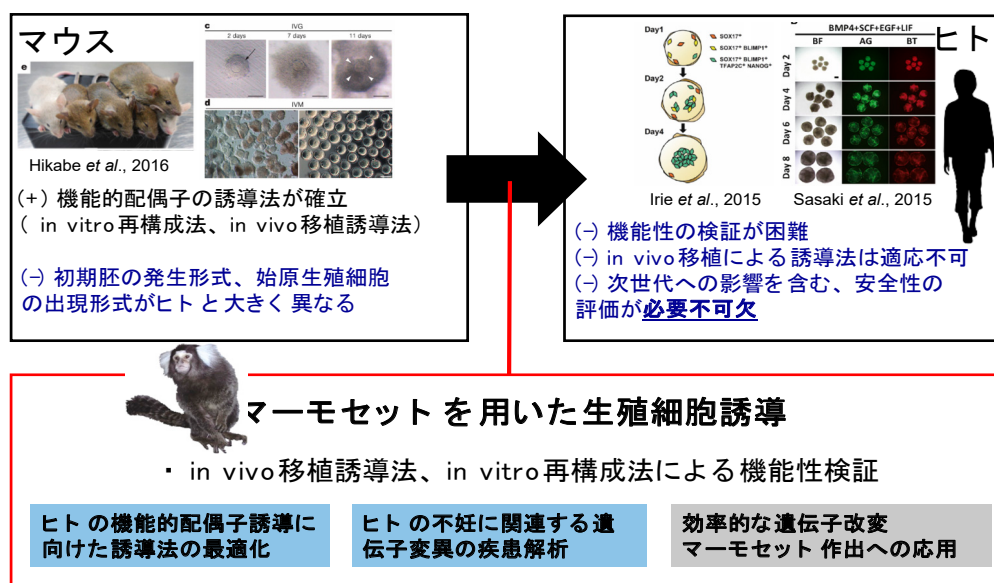 マウス
e
c
IVG
2 days
7 days
11 days
d
IVM
Hikabe et al., 2016
(+) 機能的配偶子の誘導法が確立
( in vitro再構成法、in vivo移植誘導法)
(-) 初期胚の発生形式、始原生殖細胞
の出現形式がヒトと大きく異なる
Day1
SOX17+
SOX17+ BLIMP1+
SOX17+ BLIMP1+
TFAP2C+ NANOG+
Day2
Day4
Irie et al., 2015
BMP4+SCF+EGF+LIF
BF
AG
BT
Day 2
Day 4
Day 6
Day 8
Sasaki et al., 2015
ヒト
(-) 機能性の検証が困難
(-) in vivo移植による誘導法は適応不可
(-) 次世代への影響を含む、安全性の
評価が必要不可欠
マーモセットを用いた生殖細胞誘導
・ in vivo移植誘導法、in vitro再構成法による機能性検証
ヒトの機能的配偶子誘導に
向けた誘導法の最適化
ヒトの不妊に関連する遺
伝子変異の疾患解析
効率的な遺伝子改変
マーモセット作出への応用